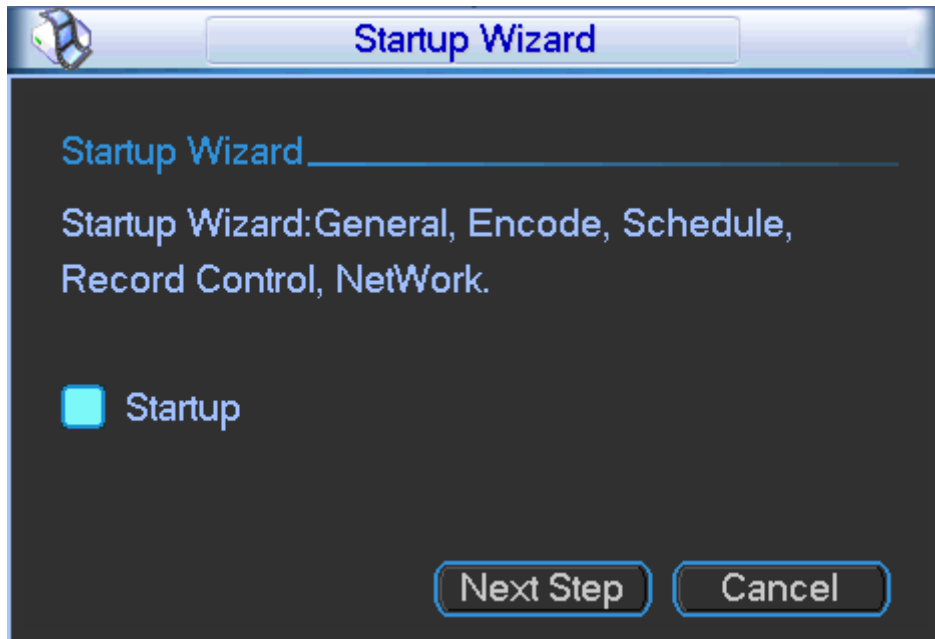 Startup Wizard
Startup Wizard
Startup Wizard:General, Encode, Schedule,
Record Control, NetWork.
Startup
Next Step Cancel